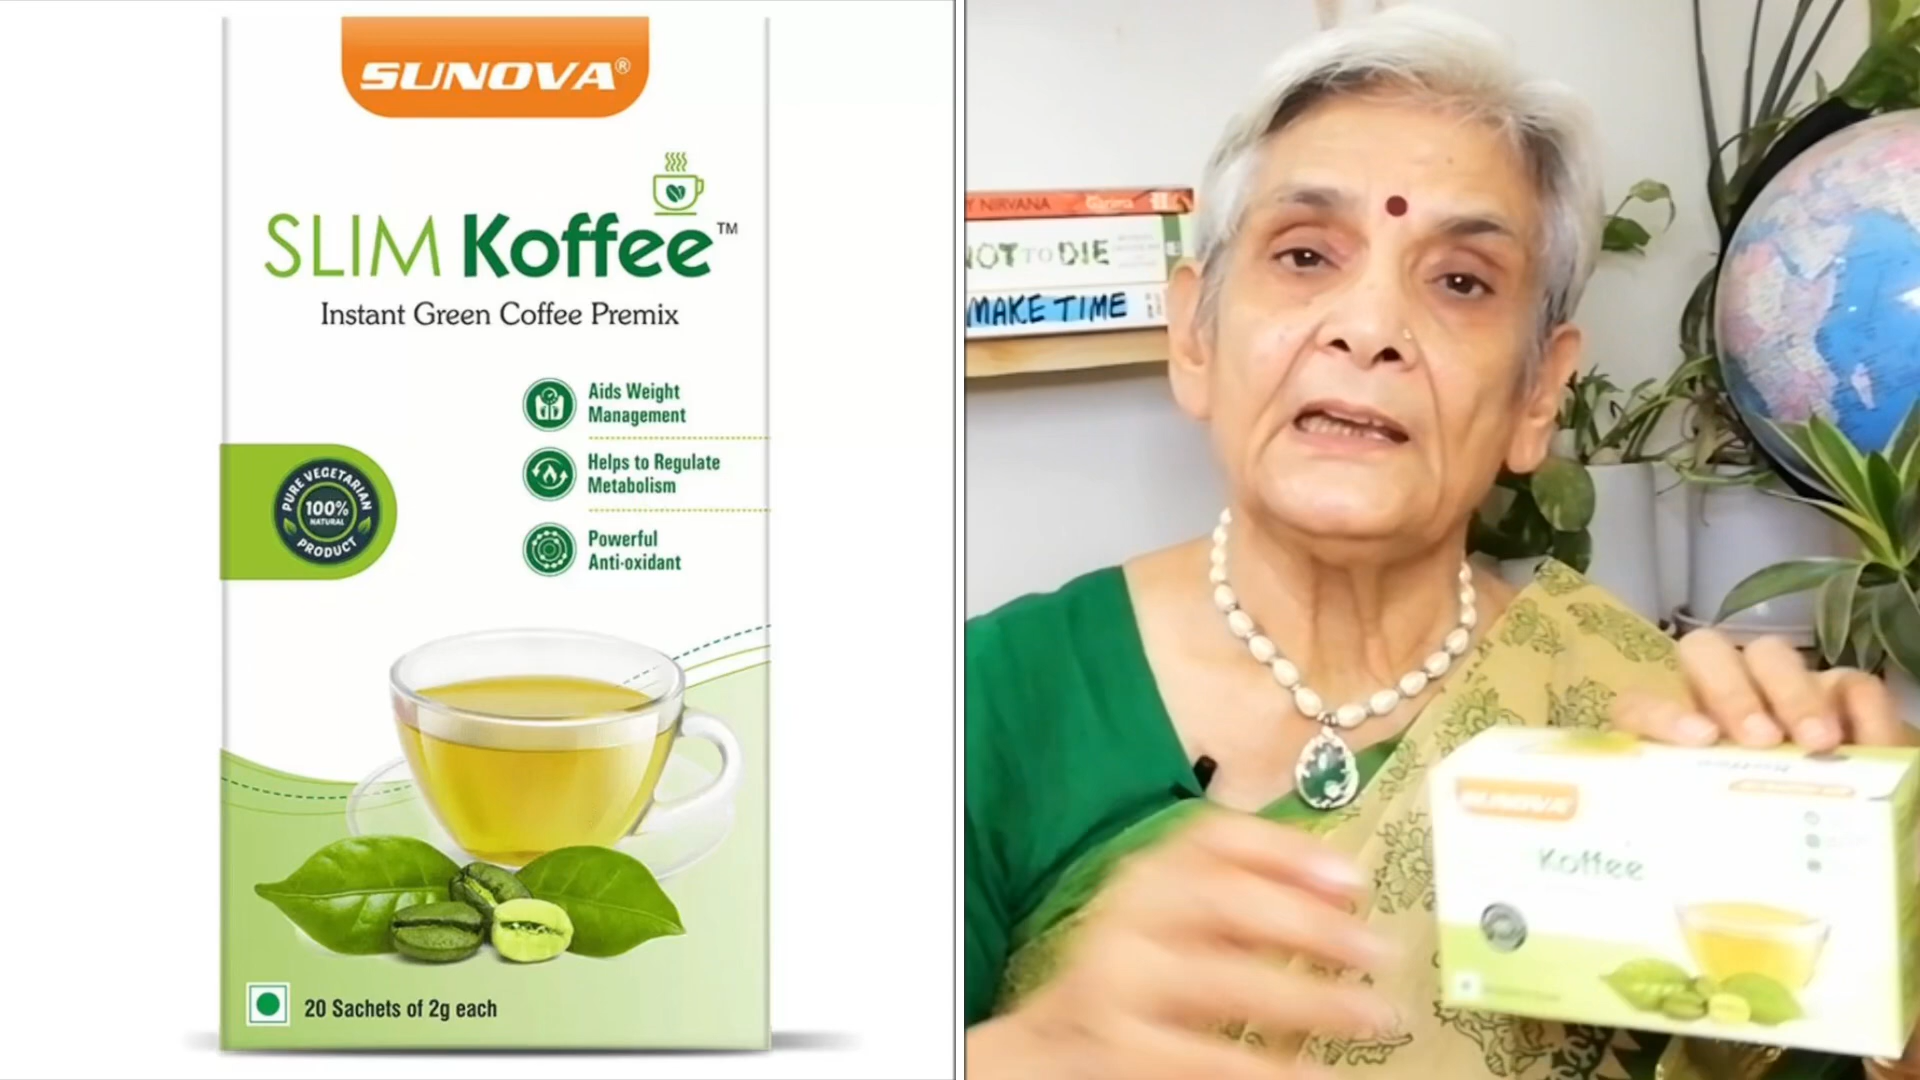 SUNOVA®
SLIM Koffee™
Instant Green Coffee Premix
Aids Weight
Management
Helps to Regulate
Metabolism
Powerful
Anti-oxidant
PURE VEGETARIAN
100%
NATURAL
PRODUCT
20 Sachets of 2g each
Y NIRVANA
NOT TO DIE
MAKE TIME
SUNOVA
Koffee